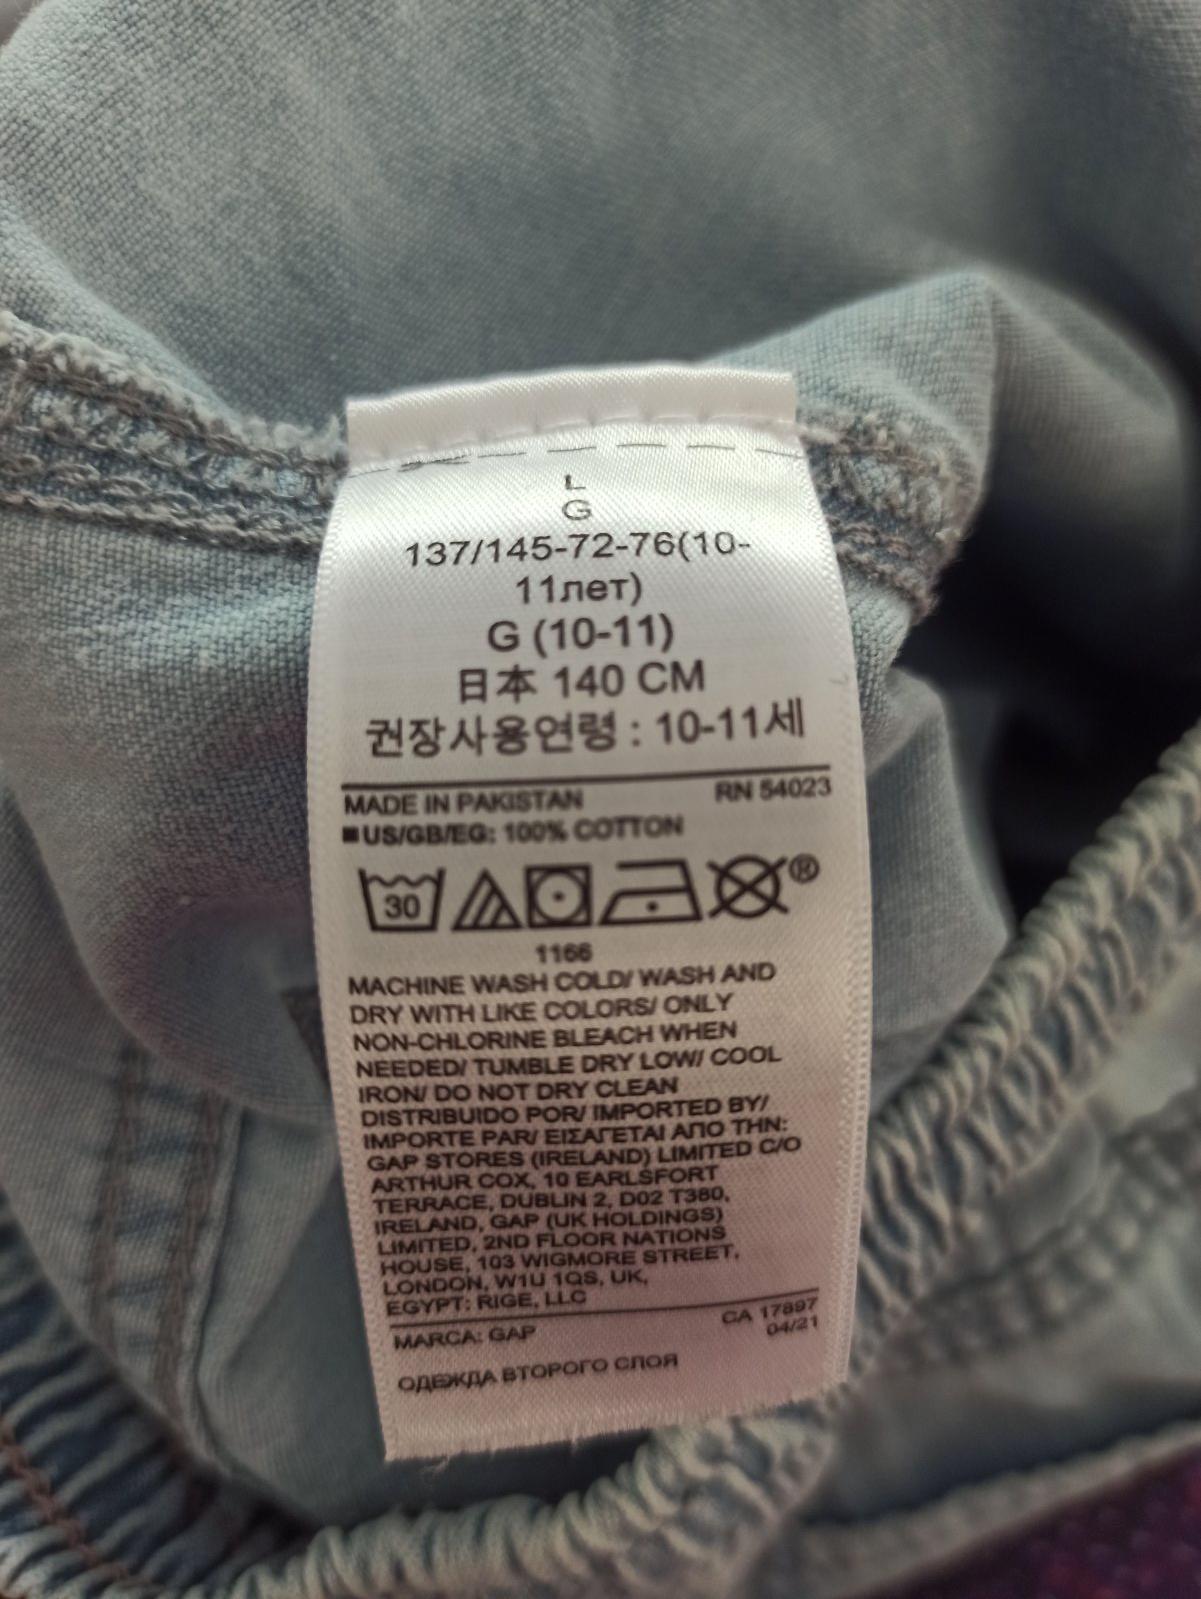 L
G
137/145-72-76(10-
11лет)
G (10-11)
日本 140 CM
권장사용연령 : 10-11세
MADE IN PAKISTAN RN 54023
■US/GB/EG: 100% COTTON
30 ®
1166
MACHINE WASH COLD/ WASH AND
DRY WITH LIKE COLORS/ ONLY
NON-CHLORINE BLEACH WHEN
NEEDED/ TUMBLE DRY LOW/ COOL
IRON/ DO NOT DRY CLEAN
DISTRIBUIDO POR/ IMPORTED BY/
IMPORTE PAR/ ΕΙΣΑΓΕΤΑΙ ΑΠΟ ΤΗΝ:
GAP STORES (IRELAND) LIMITED C/O
ARTHUR COX, 10 EARLSFORT
TERRACE, DUBLIN 2, D02 T380,
IRELAND, GAP (UK HOLDINGS)
LIMITED, 2ND FLOOR NATIONS
HOUSE, 103 WIGMORE STREET,
LONDON, W1U 1QS, UK,
EGYPT: RIGE, LLC
MARCA: GAP CA 17897
04/21
ОДЕЖДА ВТОРОГО СЛОЯ